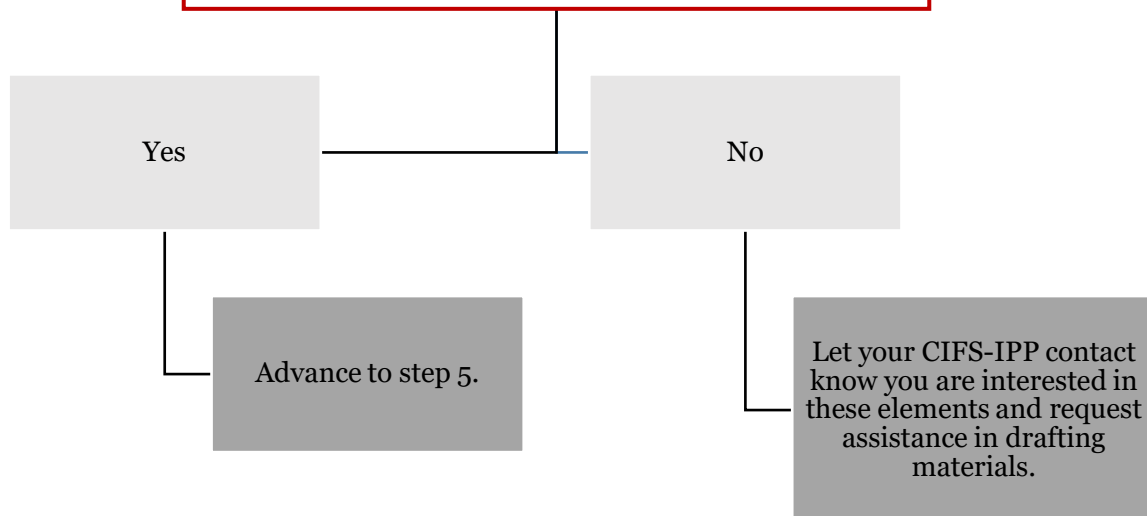 Yes
No
Advance to step 5.
Let your CIFS-IPP contact
know you are interested in
these elements and request
assistance in drafting
materials.